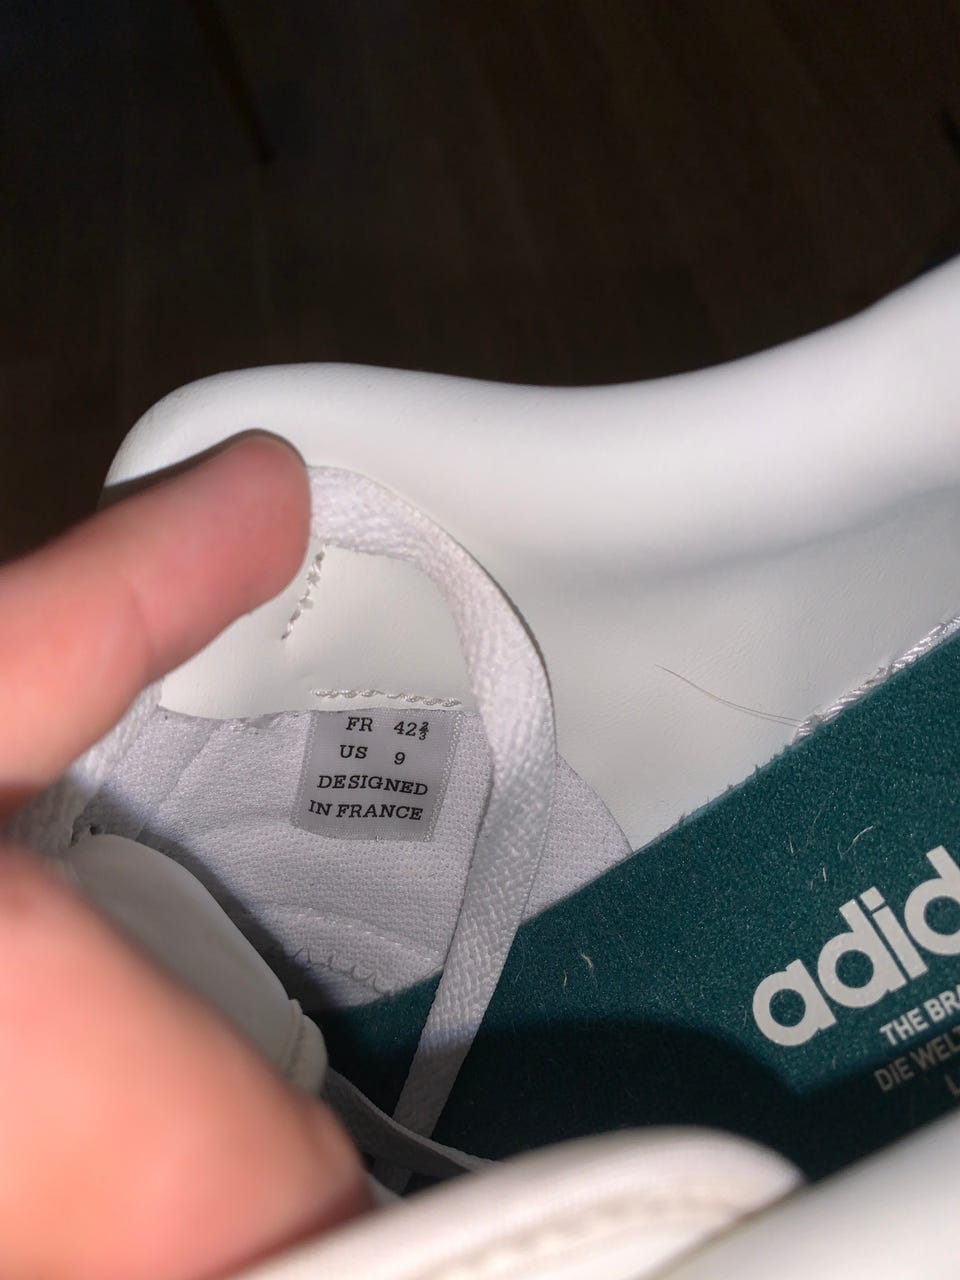 FR 42⅔
US 9
DESIGNED
IN FRANCE
adid
THE BRA
DIE WELT